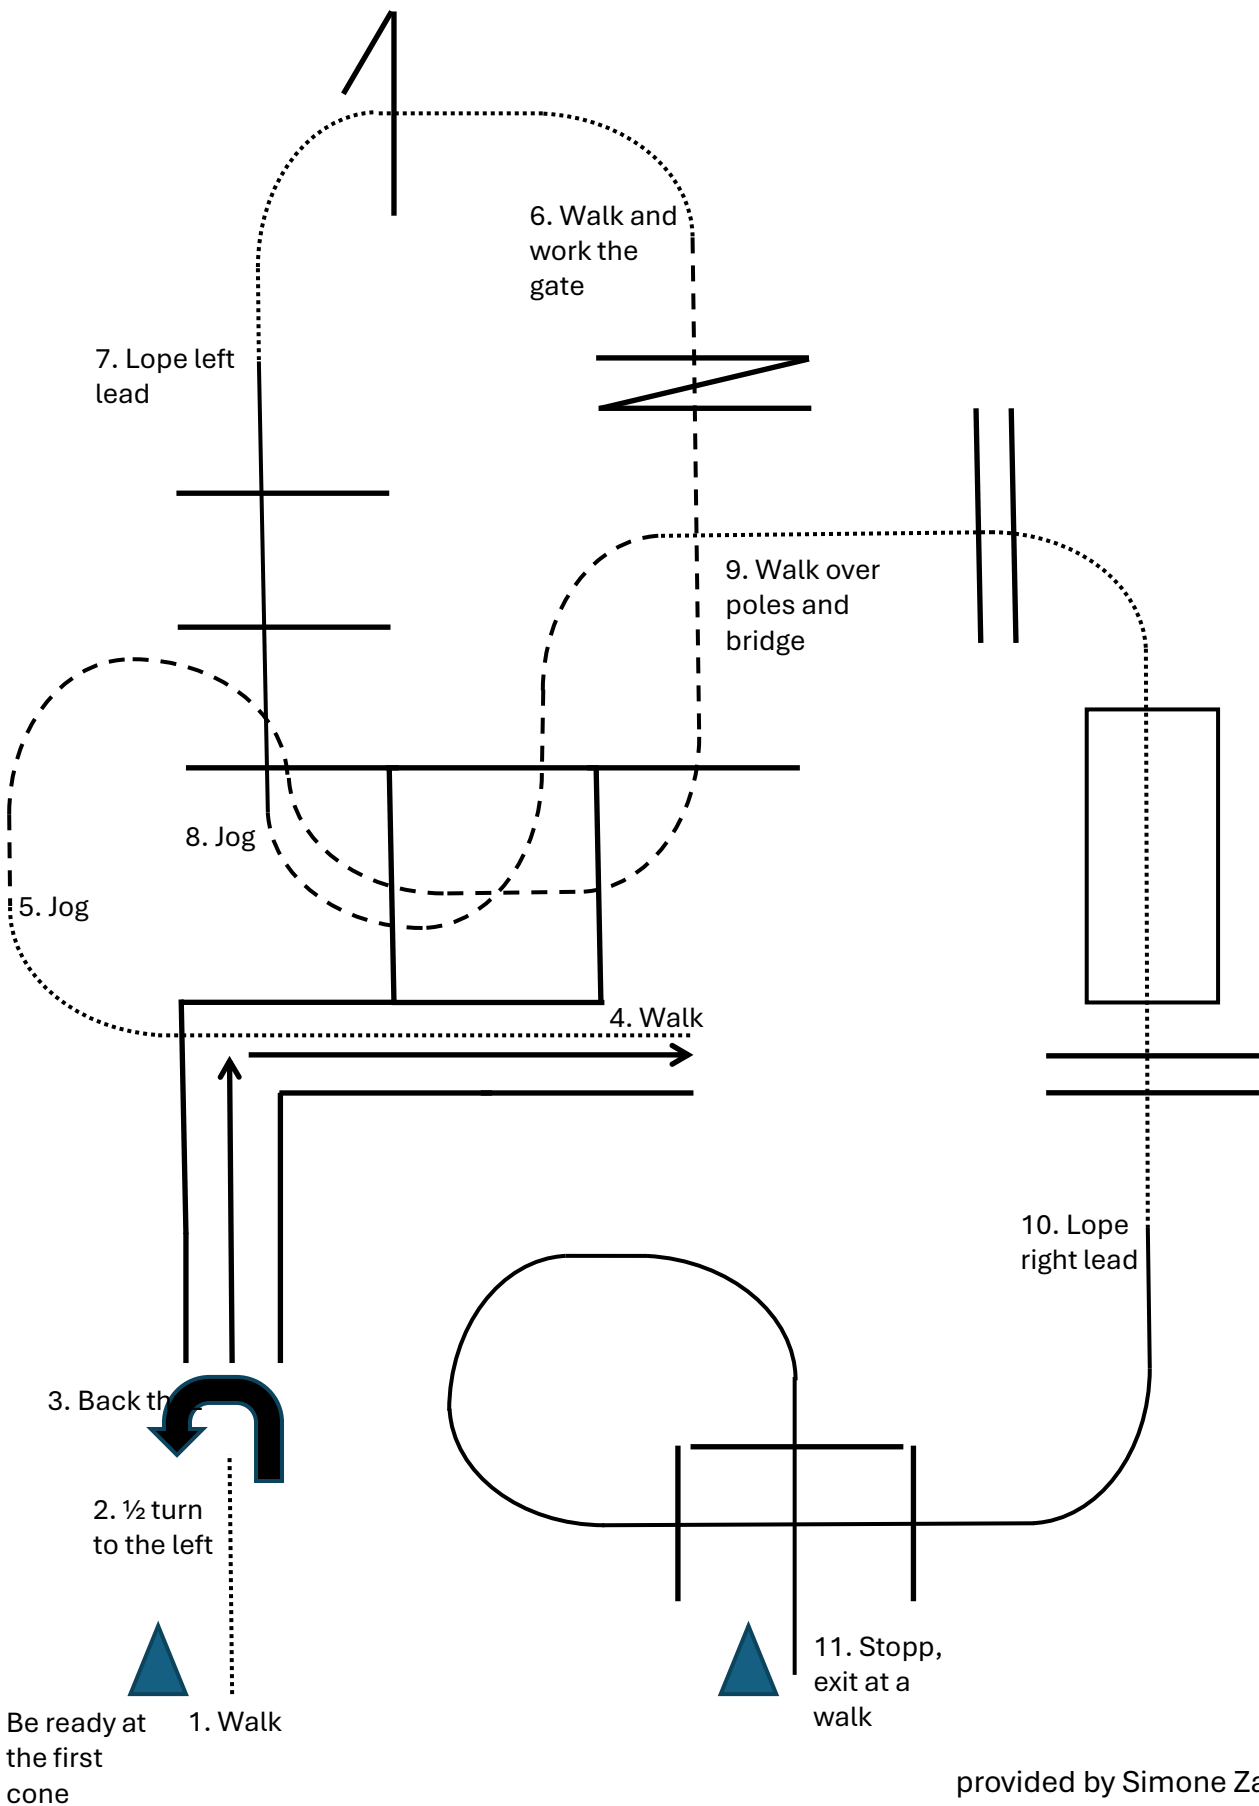 6. Walk and
work the
gate
7. Lope left
lead
9. Walk over
poles and
bridge
8. Jog
5. Jog
4. Walk
10. Lope
right lead
3. Back
2. ½ turn
to the left
11. Stopp,
exit at a
walk
Be ready at
the first
cone
1. Walk
provided by Simone